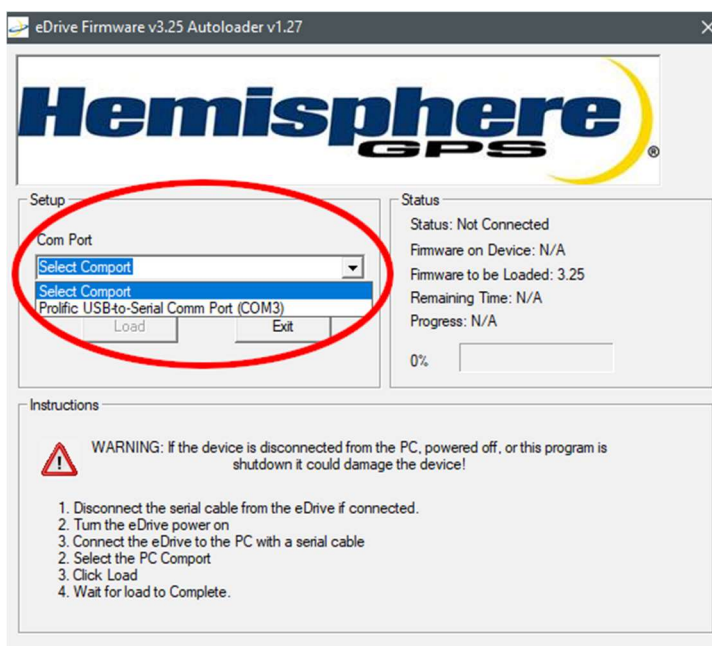 eDrive Firmware v3.25 Autoloader v1.27
Hemisphere
GPS
®
Setup
Com Port
Select Comport
Select Comport
Prolific USB-to-Serial Comm Port (COM3)
Load Exit
Status
Status: Not Connected
Firmware on Device: N/A
Firmware to be Loaded: 3.25
Remaining Time: N/A
Progress: N/A
0%
Instructions
WARNING: If the device is disconnected from the PC, powered off, or this program is
shutdown it could damage the device!
1. Disconnect the serial cable from the eDrive if connected.
2. Turn the eDrive power on
3. Connect the eDrive to the PC with a serial cable
2. Select the PC Comport
3. Click Load
4. Wait for load to Complete.